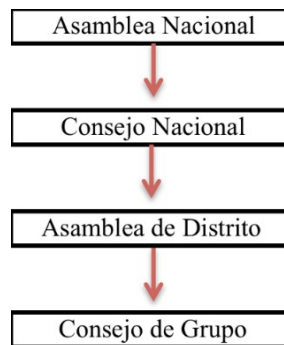 Asamblea Nacional
Consejo Nacional
Asamblea de Distrito
Consejo de Grupo